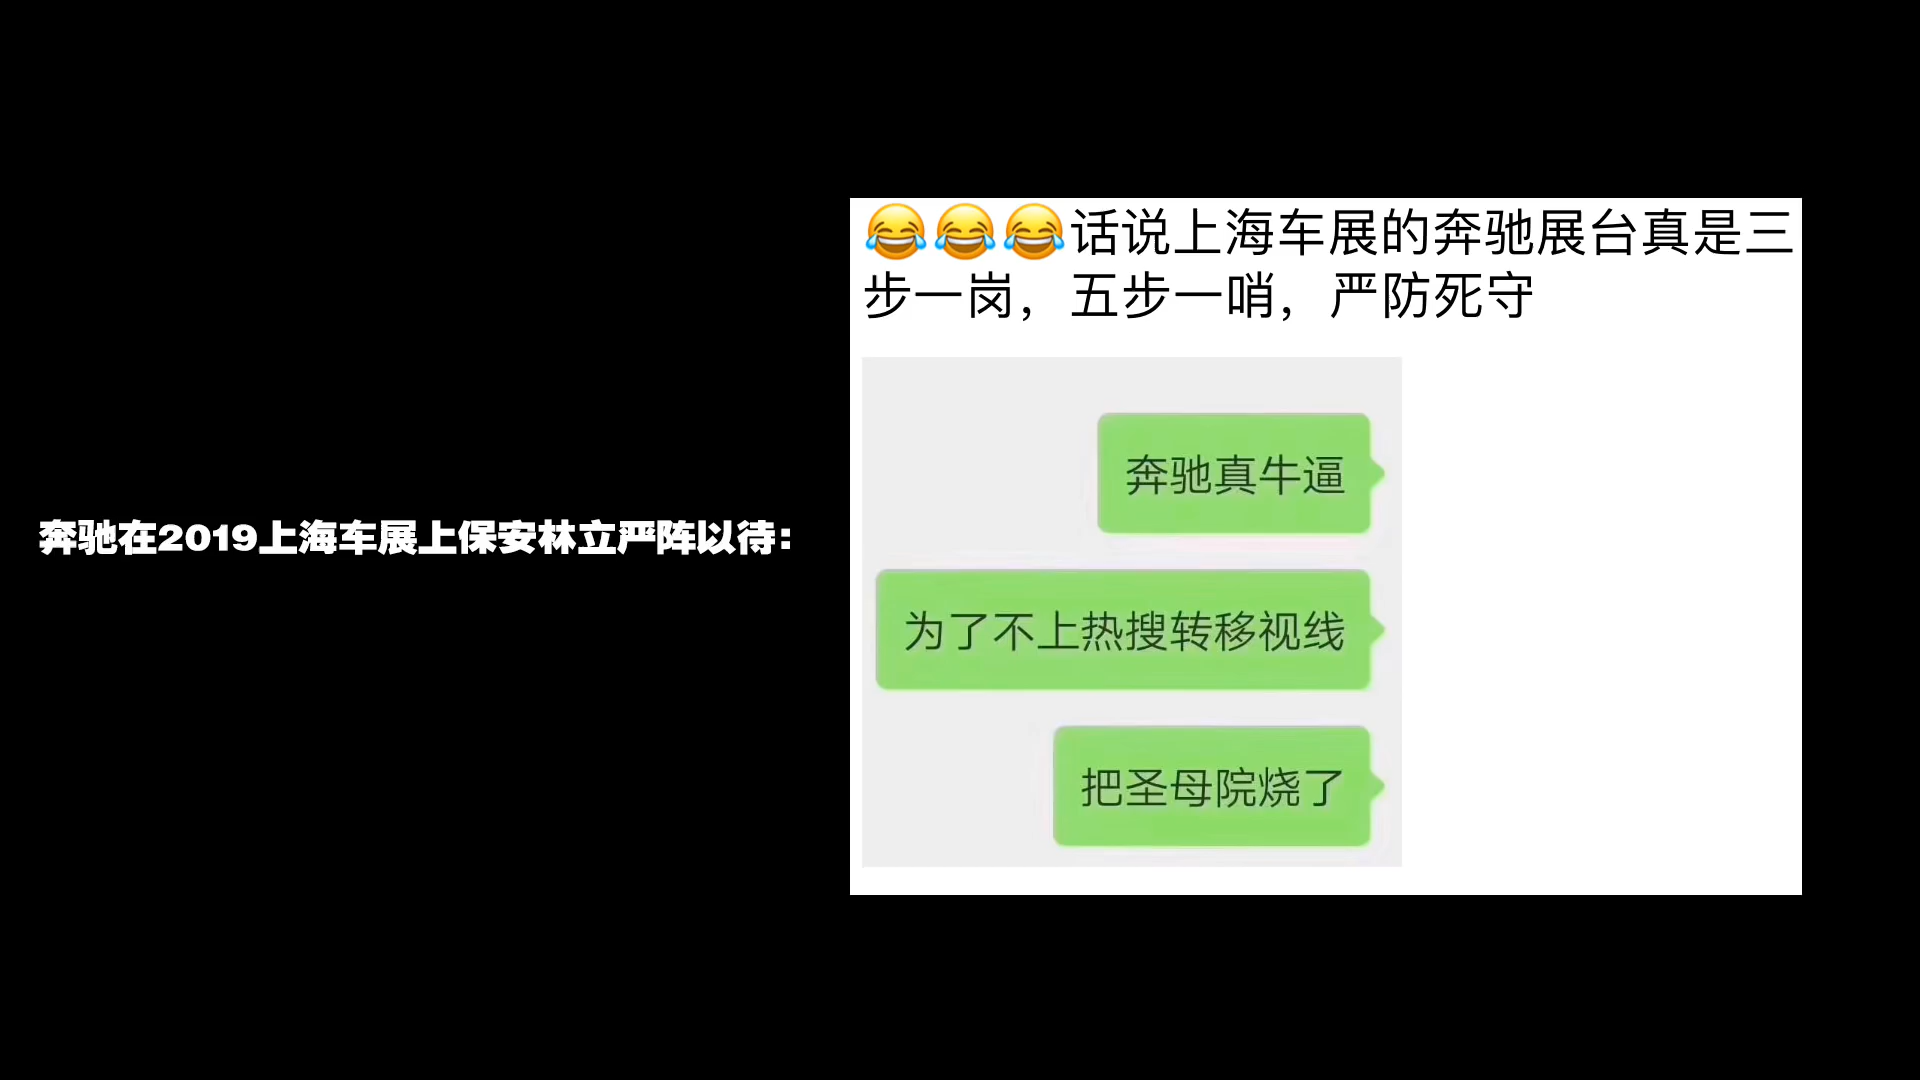 奔驰在2019上海车展上保安林立严阵以待：
😂😂😂话说上海车展的奔驰展台真是三
步一岗，五步一哨，严防死守
奔驰真牛逼
为了不上热搜转移视线
把圣母院烧了